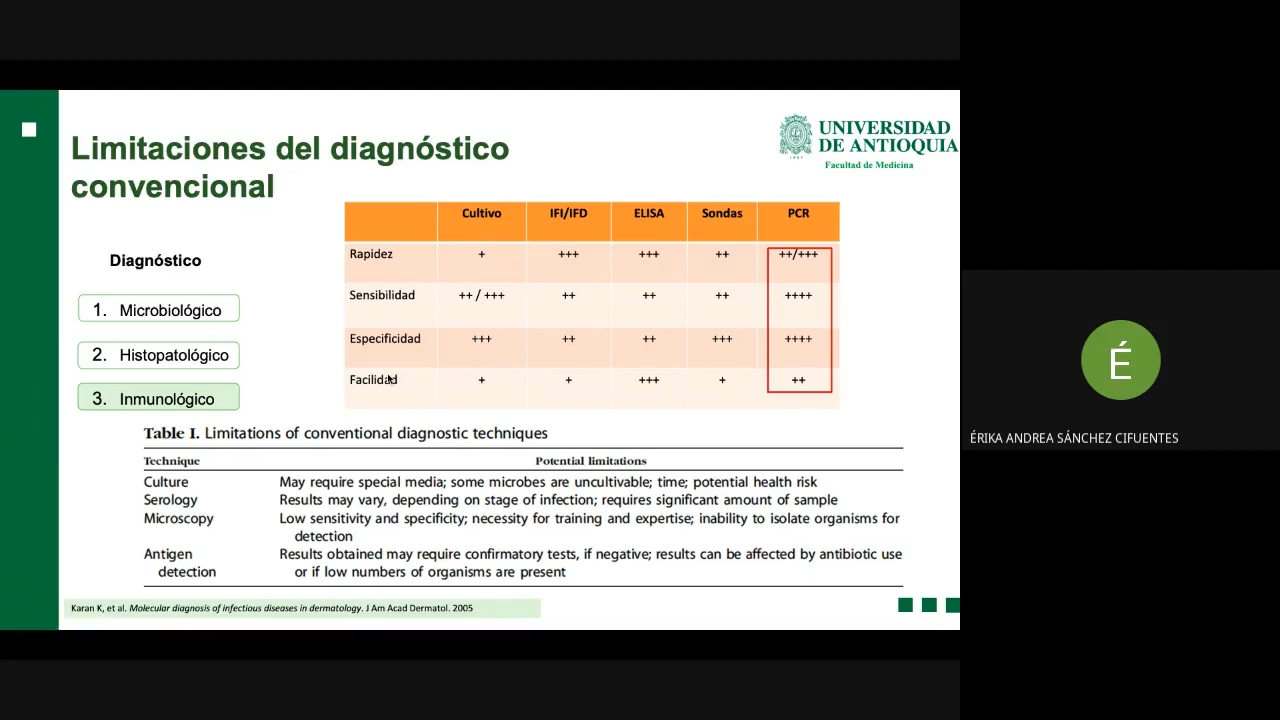 Limitaciones del diagnóstico
convencional
UNIVERSIDAD
DE ANTIOQUIA
1803
Facultad de Medicina
Diagnóstico
1. Microbiológico
2. Histopatológico
3. Inmunológico
Cultivo IFI/IFD ELISA Sondas PCR
Rapidez + +++ +++ ++ ++/+++
Sensibilidad ++ / +++ ++ ++ ++ ++++
Especificidad +++ ++ ++ +++ ++++
Facilidad + + +++ + ++
Table I. Limitations of conventional diagnostic techniques
Technique Potential limitations
Culture May require special media; some microbes are uncultivable; time; potential health risk
Serology Results may vary, depending on stage of infection; requires significant amount of sample
Microscopy Low sensitivity and specificity; necessity for training and expertise; inability to isolate organisms for
detection
Antigen Results obtained may require confirmatory tests, if negative; results can be affected by antibiotic use
detection or if low numbers of organisms are present
Karan K, et al. Molecular diagnosis of infectious diseases in dermatology. J Am Acad Dermatol. 2005
É
ÉRIKA ANDREA SÁNCHEZ CIFUENTES